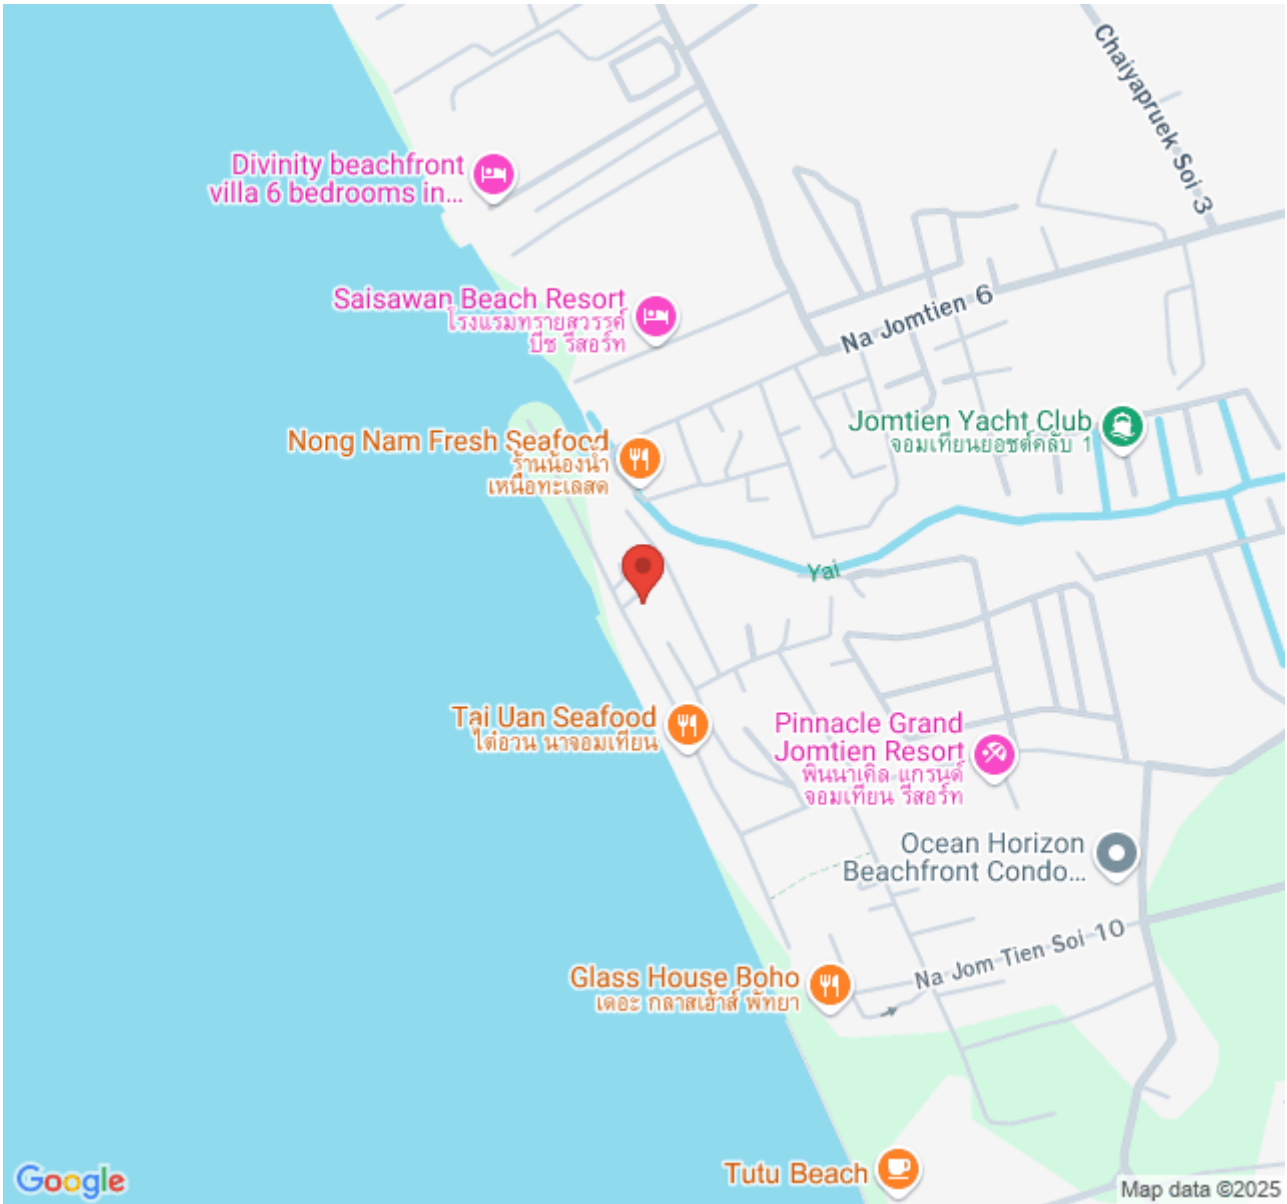 Chaiyapruek Soi 3
Divinity beachfront
villa 6 bedrooms in...
Saisawan Beach Resort
โรงแรมทรายสวรรค์
บีช รีสอร์ท
Na Jomtien 6
Jomtien Yacht Club
จอมเทียนยอชต์คลับ 1
Nong Nam Fresh Seafood
ร้านน้องน้ำ
เหนือทะเลสด
Yai
Tai Uan Seafood
ไต๋อวน นาจอมเทียน
Pinnacle Grand
Jomtien Resort
พินนาเคิล แกรนด์
จอมเทียน รีสอร์ท
Ocean Horizon
Beachfront Condo...
Na Jom Tien Soi 10
Glass House Boho
เดอะ กลาสเฮ้าส์ พัทยา
Tutu Beach
Google
Map data ©2025